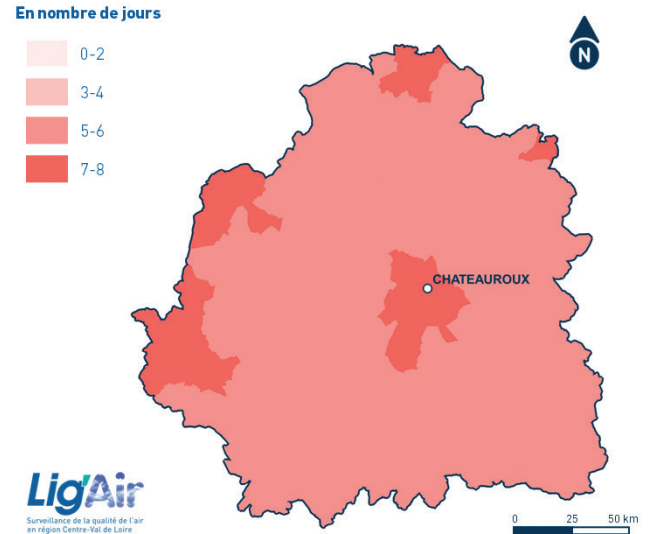 En nombre de jours
0-2
3-4
5-6
7-8
N
CHATEAUROUX
Lig'Air
Surveillance de la qualité de l'air
en région Centre-Val de Loire
0 25 50 km